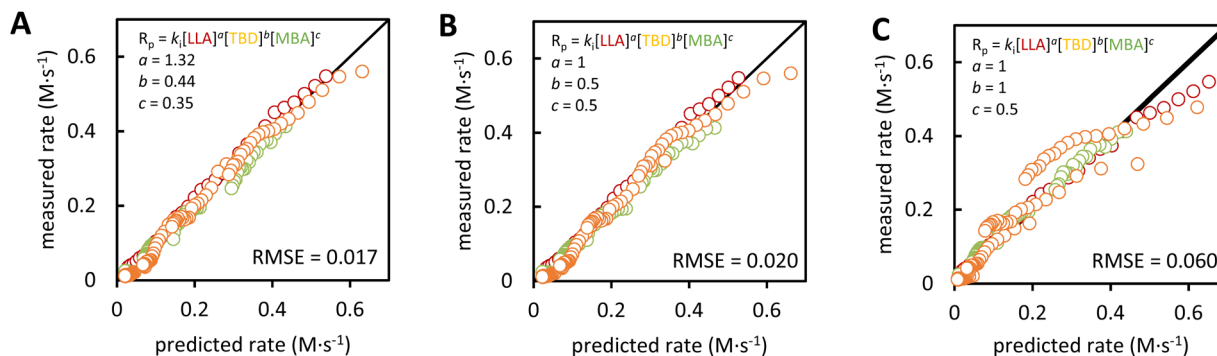 A
R_p = k_i[LLA]^a[TBD]^b[MBA]^c
a = 1.32
b = 0.44
c = 0.35
0.6
0.4
0.2
0
measured rate (M·s⁻¹)
RMSE = 0.017
0
0.2
0.4
0.6
predicted rate (M·s⁻¹)
B
R_p = k_i[LLA]^a[TBD]^b[MBA]^c
a = 1
b = 0.5
c = 0.5
0.6
0.4
0.2
0
measured rate (M·s⁻¹)
RMSE = 0.020
0
0.2
0.4
0.6
predicted rate (M·s⁻¹)
C
R_p = k_i[LLA]^a[TBD]^b[MBA]^c
a = 1
b = 1
c = 0.5
0.6
0.4
0.2
0
measured rate (M·s⁻¹)
RMSE = 0.060
0
0.2
0.4
0.6
predicted rate (M·s⁻¹)